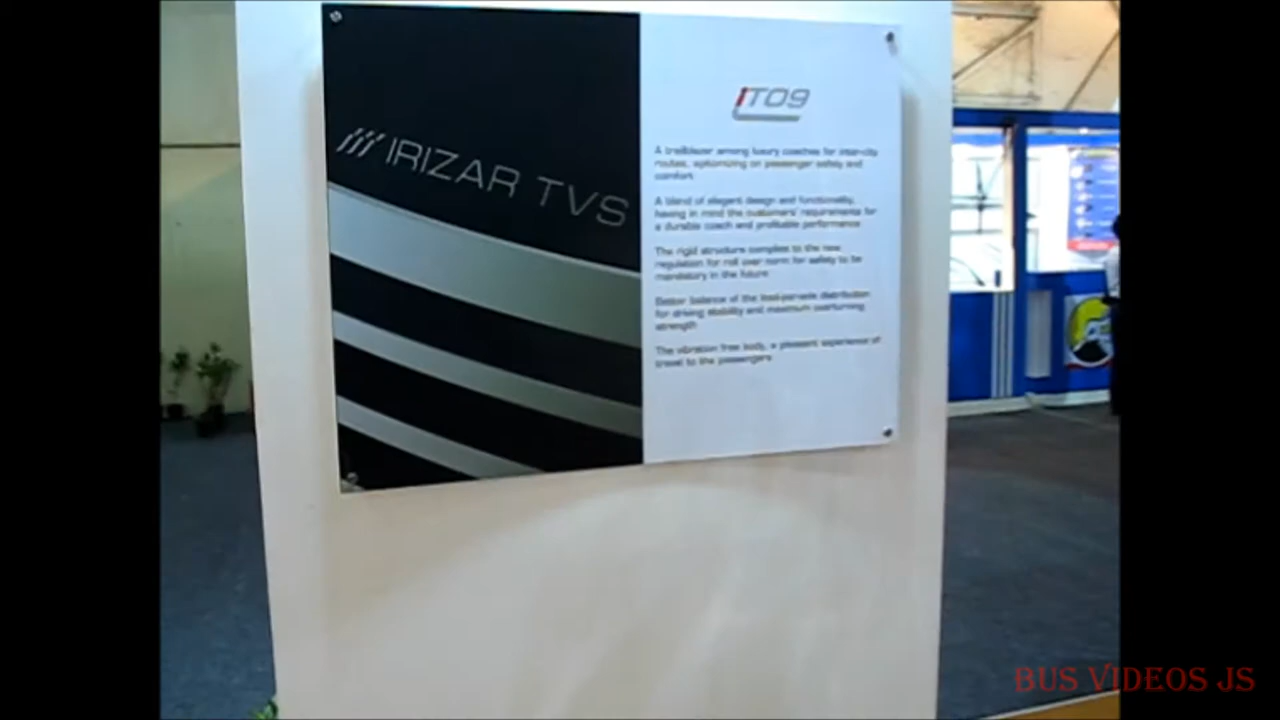 IRIZAR TVS
iTO9
A trailblazer among luxury coaches for inter-city
routes, epitomizing on passenger safety and
comfort
A blend of elegant design and functionality,
having in mind the customers' requirements for
a durable coach and profitable performance
The rigid structure complies to the new
regulation for roll over norm for safety to be
mandatory in the future
Better balance of the load-per-axle distribution
for driving stability and maximum overturning
strength
The vibration free body, a pleasant experience of
travel to the passengers
BUS VIDEOS JS